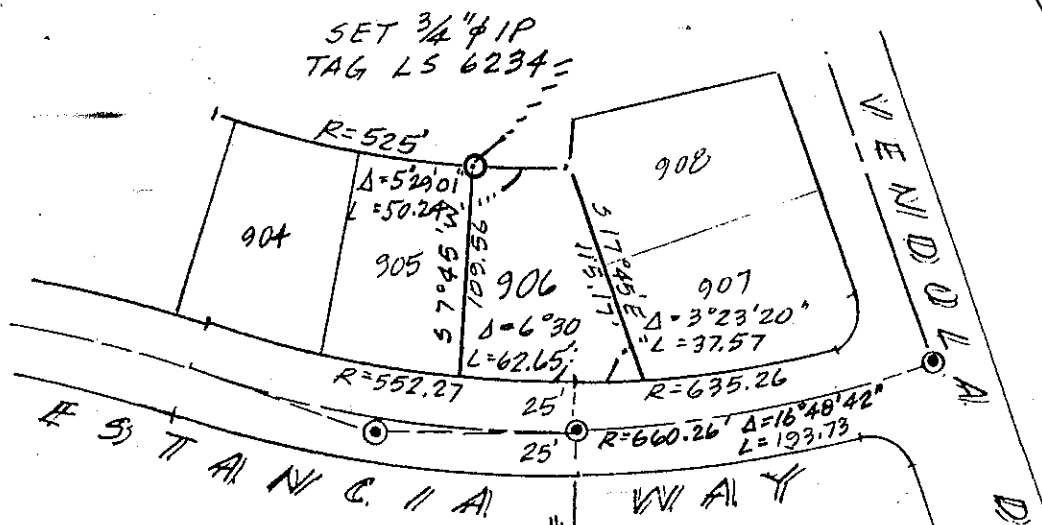 SET 3/4"⌀ IP
TAG LS 6234
R=525'
Δ=5°29'01"
L=50.24
904
905
S 7°45'
109.56
906
Δ=6°30
L=62.65
S 17°45'E
115.17'
907
Δ=3°23'20"
L=37.57
908
R=552.27
25'
R=635.26
25'
R=660.26'
Δ=16°48'42"
L=193.73
ESTANCIA WAY
VENDOLA D